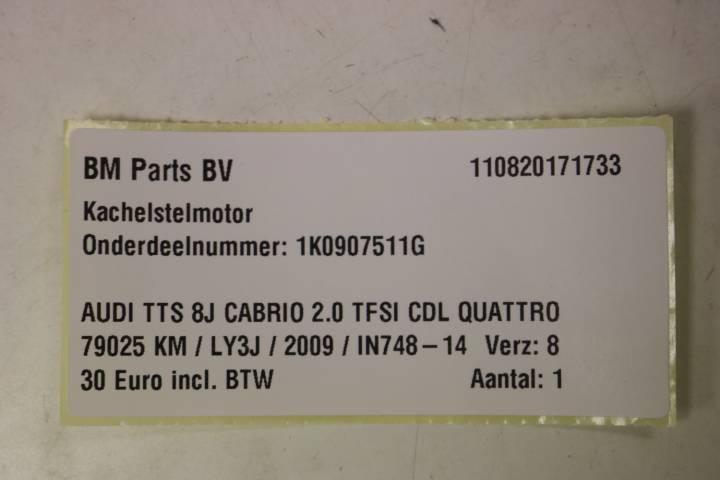 BM Parts BV 110820171733
Kachelstelmotor
Onderdeelnummer: 1K0907511G
AUDI TTS 8J CABRIO 2.0 TFSI CDL QUATTRO
79025 KM / LY3J / 2009 / IN748-14 Verz: 8
30 Euro incl. BTW Aantal: 1